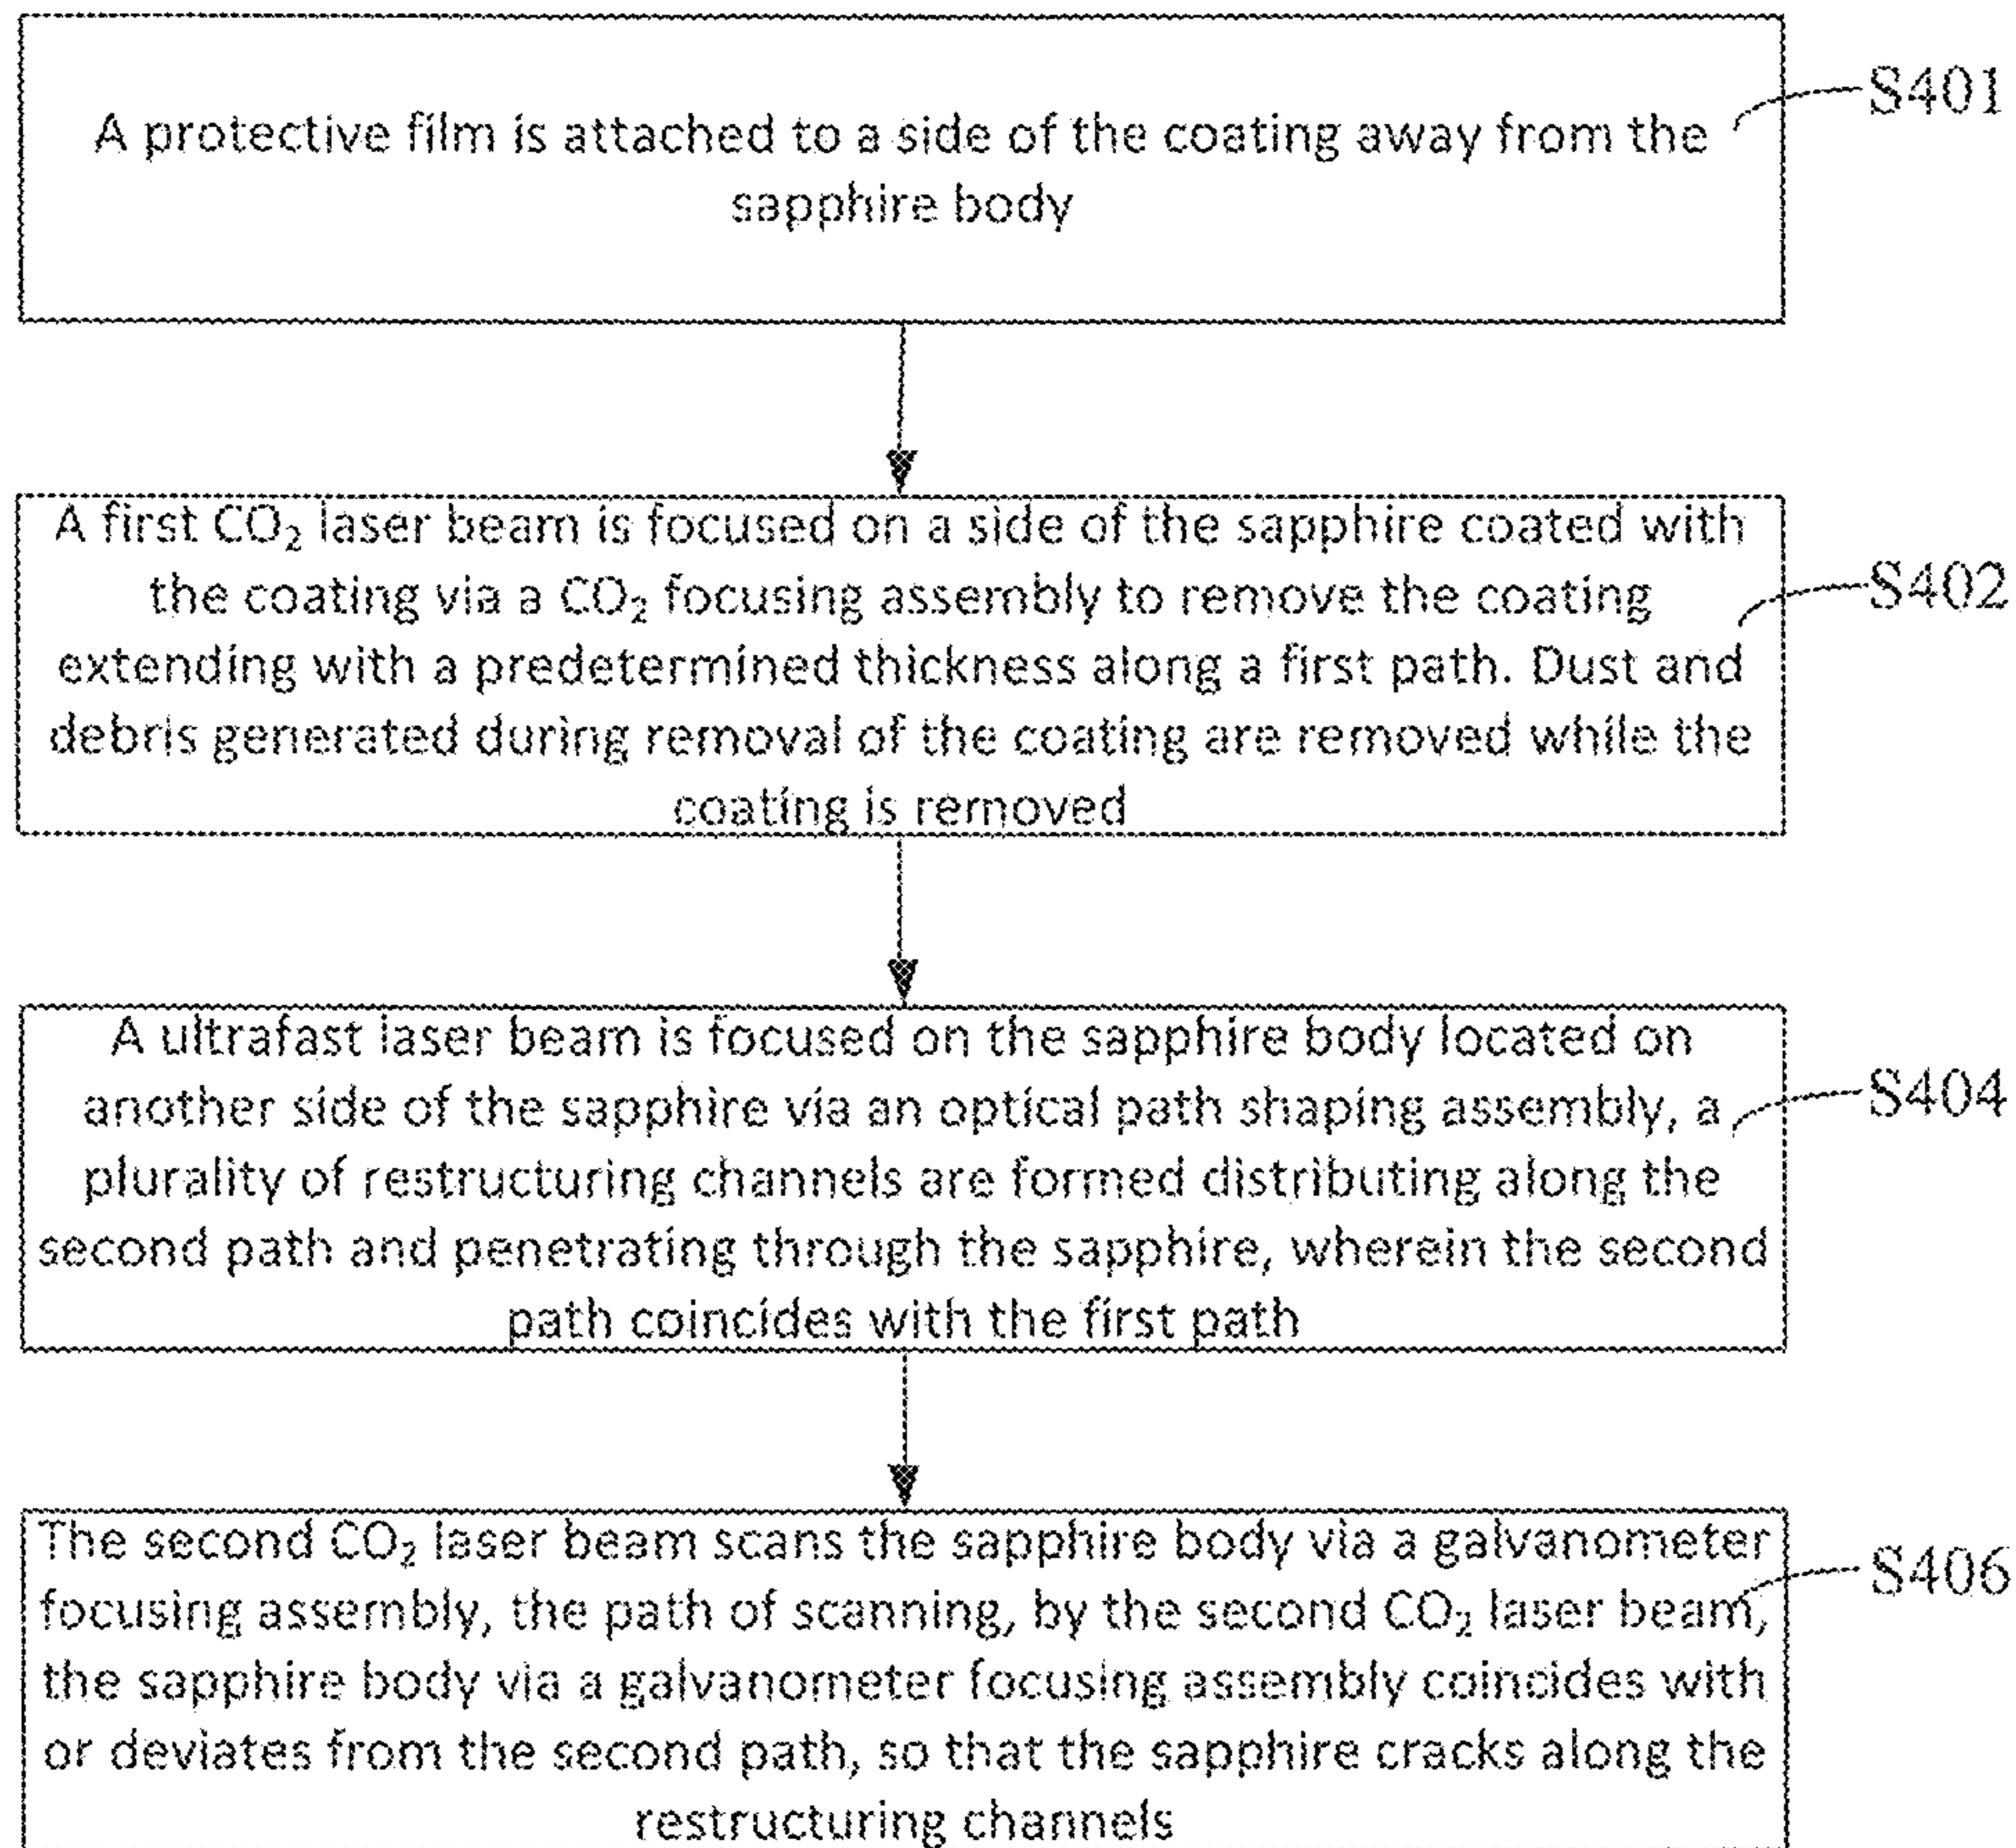 A protective film is attached to a side of the coating away from the
sapphire body
S401
A first CO₂ laser beam is focused on a side of the sapphire coated with
the coating via a CO₂ focusing assembly to remove the coating
extending with a predetermined thickness along a first path. Dust and
debris generated during removal of the coating are removed while the
coating is removed
S402
A ultrafast laser beam is focused on the sapphire body located on
another side of the sapphire via an optical path shaping assembly, a
plurality of restructuring channels are formed distributing along the
second path and penetrating through the sapphire, wherein the second
path coincides with the first path
S404
The second CO₂ laser beam scans the sapphire body via a galvanometer
focusing assembly, the path of scanning, by the second CO₂ laser beam,
the sapphire body via a galvanometer focusing assembly coincides with
or deviates from the second path, so that the sapphire cracks along the
restructuring channels
S406